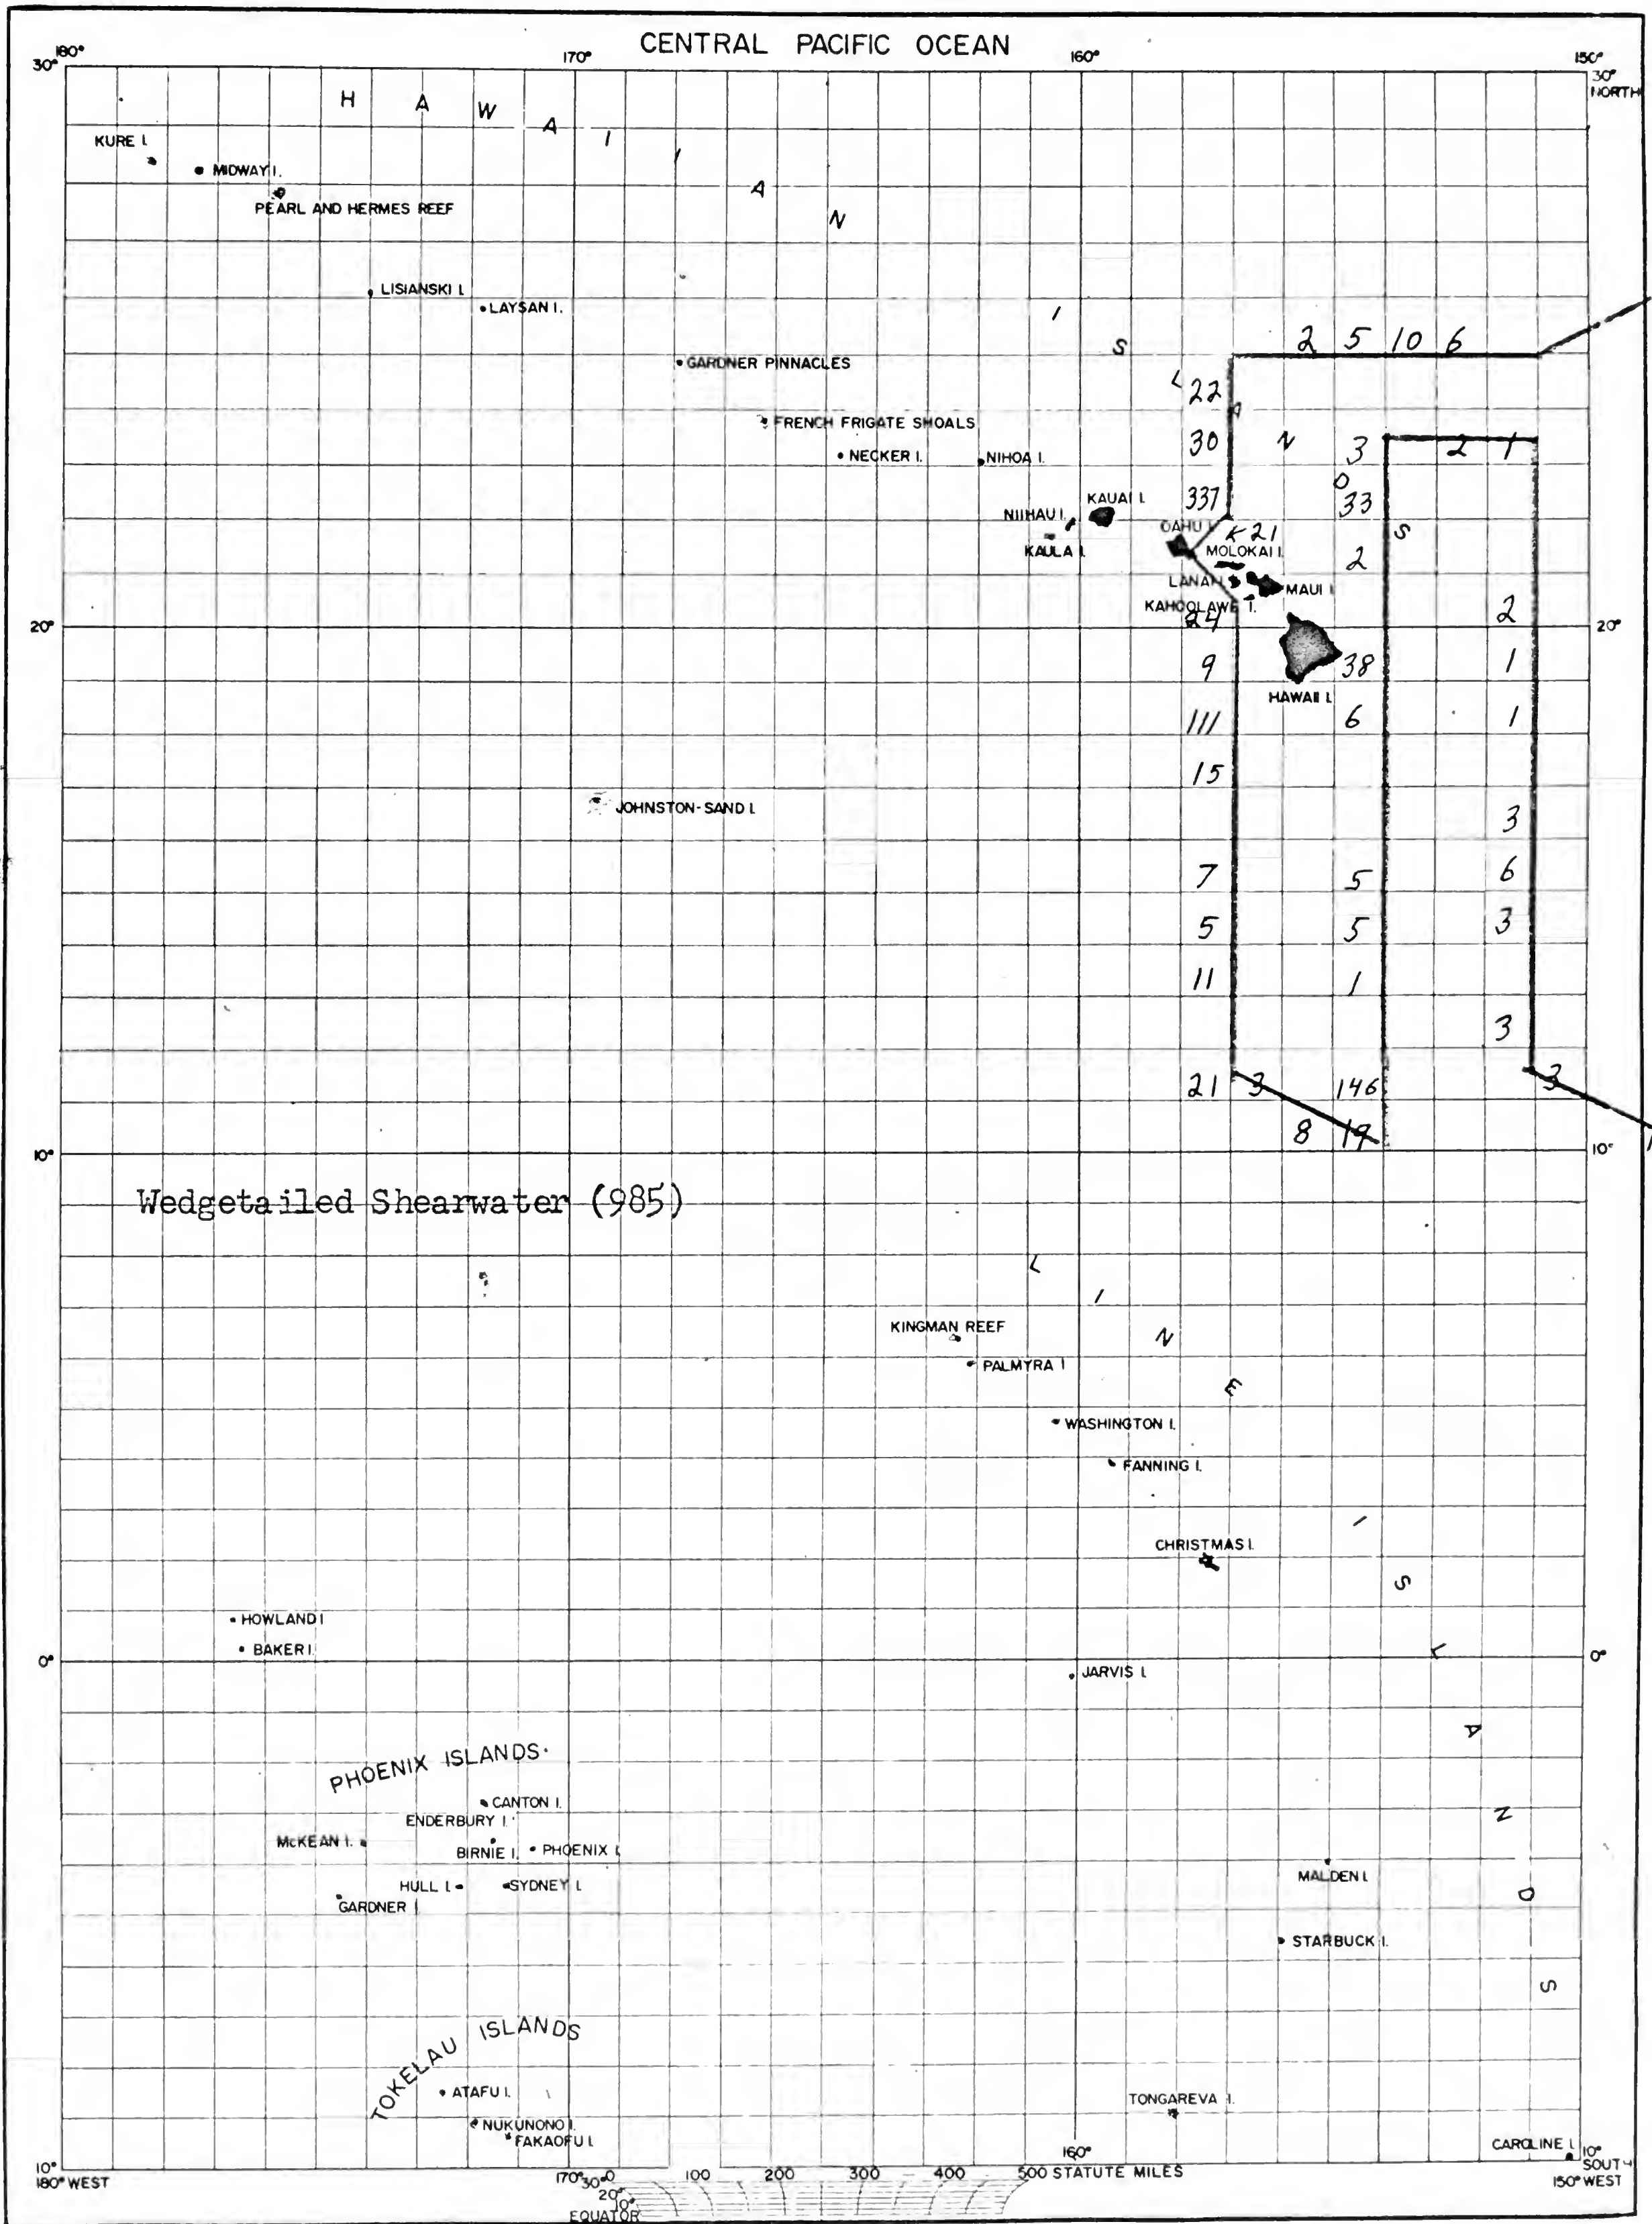 CENTRAL PACIFIC OCEAN
180° 170° 160° 150°
30° 30°
NORTH
H A W A I I A N
KURE I.
MIDWAY I.
PEARL AND HERMES REEF
LISIANSKI I.
LAYSAN I.
I S L A N D S
2 5 10 6
GARDNER PINNACLES
22
FRENCH FRIGATE SHOALS
30 3 2 1
NECKER I. NIHOA I.
KAUAI I. 337 33
NIIHAU I.
OAHU I. 21
KAULA I. MOLOKAI I. 2
LANAI I. MAUI I.
KAHOOLAWE I.
24 2
20° 20°
9 38 1
HAWAII I.
111 6 1
15
JOHNSTON-SAND I. 3
7 5 6
5 5 3
11 1
3
21 3 146 3
8 19
10° 10°
Wedgetailed Shearwater (985)
L I N E
KINGMAN REEF
PALMYRA I.
WASHINGTON I.
FANNING I.
I S L A N D S
CHRISTMAS I.
HOWLAND I.
BAKER I.
0° 0°
JARVIS I.
PHOENIX ISLANDS
CANTON I.
ENDERBURY I.
McKEAN I.
BIRNIE I. PHOENIX I.
HULL I. SYDNEY I.
GARDNER I.
MALDEN I.
STARBUCK I.
TOKELAU ISLANDS
ATAFU I.
NUKUNONO I.
FAKAOFU I.
TONGAREVA I.
160° CAROLINE I.
10° 10°
SOUTH
180° WEST 170° 150° WEST
30° 0 100 200 300 400 500 STATUTE MILES
20°
10°
EQUATOR